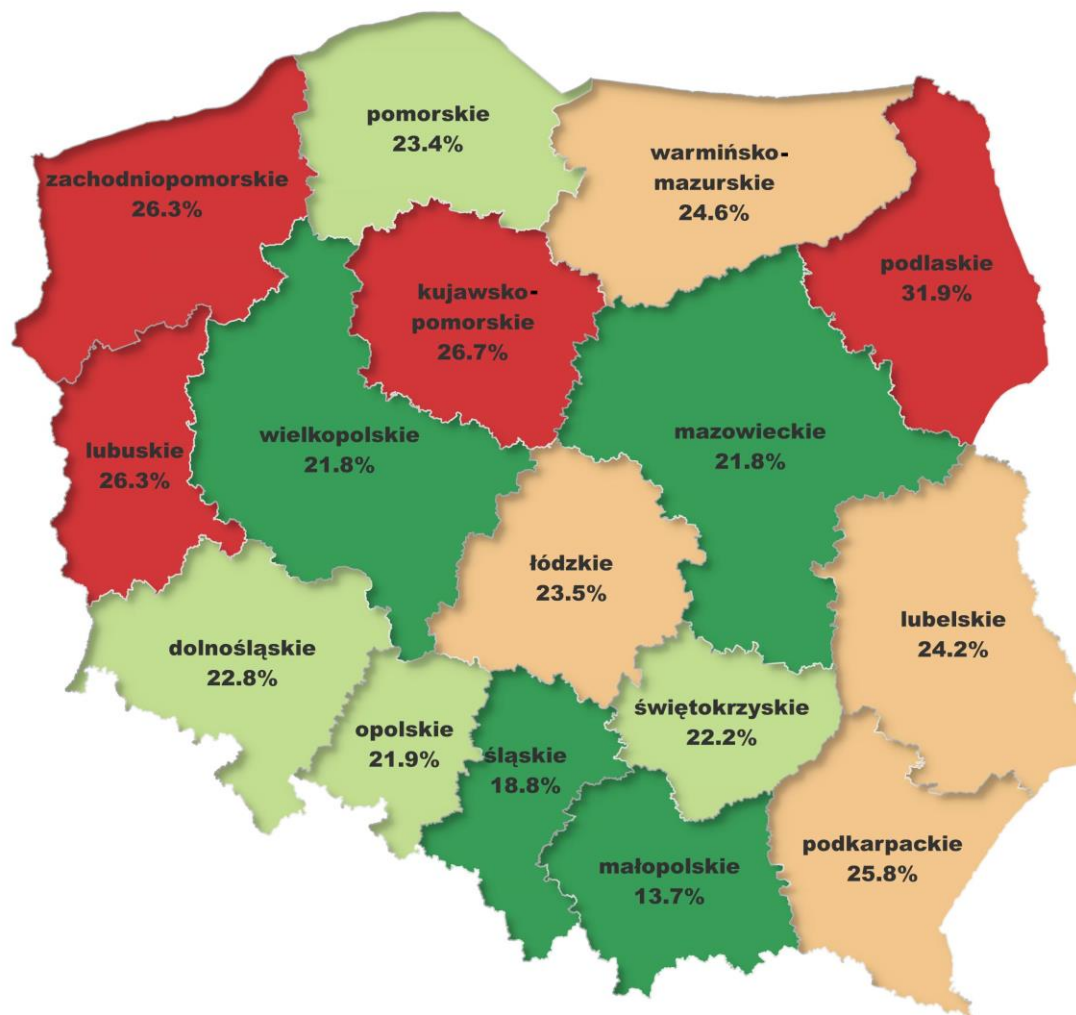 pomorskie
23.4%
warmińsko-
mazurskie
24.6%
zachodniopomorskie
26.3%
podlaskie
31.9%
kujawsko-
pomorskie
26.7%
wielkopolskie
21.8%
mazowieckie
21.8%
lubuskie
26.3%
łódzkie
23.5%
lubelskie
24.2%
dolnośląskie
22.8%
świętokrzyskie
22.2%
opolskie
21.9%
śląskie
18.8%
małopolskie
13.7%
podkarpackie
25.8%